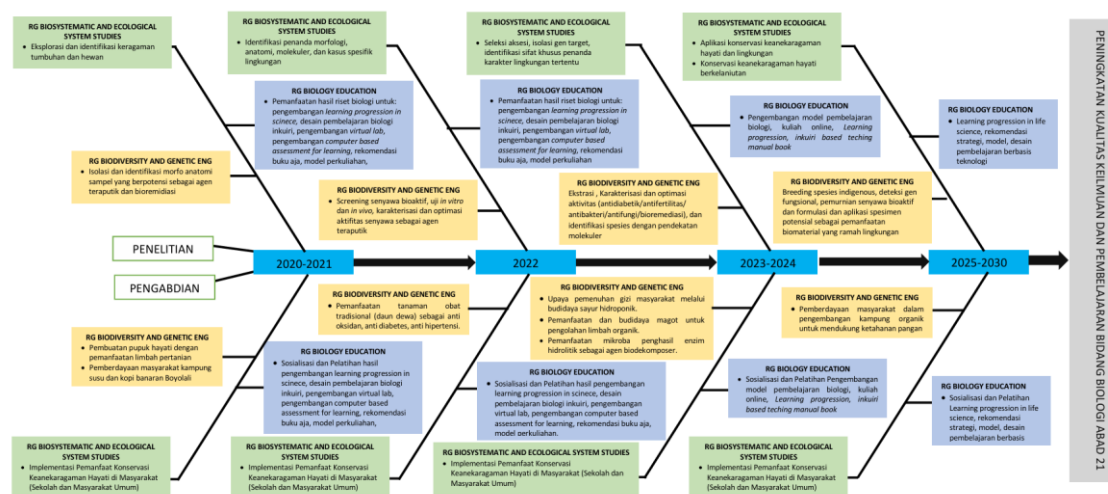 RG BIOSYSTEMATIC AND ECOLOGICAL
SYSTEM STUDIES
• Eksplorasi dan identifikasi keragaman
tumbuhan dan hewan
RG BIOSYSTEMATIC AND ECOLOGICAL
SYSTEM STUDIES
• Identifikasi penanda morfologi,
anatomi, molekuler, dan kasus spesifik
lingkungan
RG BIOSYSTEMATIC AND ECOLOGICAL
SYSTEM STUDIES
• Seleksi aksesi, isolasi gen target,
identifikasi sifat khusus penanda
karakter lingkungan tertentu
RG BIOSYSTEMATIC AND ECOLOGICAL
SYSTEM STUDIES
• Aplikasi konservasi keanekaragaman
hayati dan lingkungan
• Konservasi keanekaragaman hayati
berkelanjutan
RG BIOLOGY EDUCATION
• Pemanfaatan hasil riset biologi untuk:
pengembangan learning progression in
scinece, desain pembelajaran biologi
inkuiri, pengembangan virtual lab,
pengembangan computer based
assessment for learning, rekomendasi
buku aja, model perkuliahan,
RG BIOLOGY EDUCATION
• Pemanfaatan hasil riset biologi untuk:
pengembangan learning progression in
scinece, desain pembelajaran biologi
inkuiri, pengembangan virtual lab,
pengembangan computer based
assessment for learning, rekomendasi
buku aja, model perkuliahan,
RG BIOLOGY EDUCATION
• Pengembangan model pembelajaran
biologi, kuliah online, Learning
progression, inkuiri based teching
manual book
RG BIOLOGY EDUCATION
• Learning progression in life
science, rekomendasi
strategi, model, desain
pembelajaran berbasis
teknologi
RG BIODIVERSITY AND GENETIC ENG
• Isolasi dan identifikasi morfo anatomi
sampel yang berpotensi sebagai agen
teraputik dan bioremidiasi
RG BIODIVERSITY AND GENETIC ENG
• Screening senyawa bioaktif, uji in vitro
dan in vivo, karakterisasi dan optimasi
aktifitas senyawa sebagai agen
teraputik
RG BIODIVERSITY AND GENETIC ENG
Ekstrasi , Karakterisasi dan optimasi
aktivitas (antidiabetik/antifertilitas/
antibakteri/antifungi/bioremediasi), dan
identifikasi spesies dengan pendekatan
molekuler
RG BIODIVERSITY AND GENETIC ENG
Breeding spesies indigenous, deteksi gen
fungsional, pemurnian senyawa bioaktif
dan formulasi dan aplikasi spesimen
potensial sebagai pemanfaatan
biomaterial yang ramah lingkungan
PENELITIAN
PENGABDIAN
2020-2021
2022
2023-2024
2025-2030
RG BIODIVERSITY AND GENETIC ENG
• Pembuatan pupuk hayati dengan
pemanfaatan limbah pertanian
• Pemberdayaan masyarakat kampung
susu dan kopi banaran Boyolali
RG BIODIVERSITY AND GENETIC ENG
• Pemanfaatan tanaman obat
tradisional (daun dewa) sebagai anti
oksidan, anti diabetes, anti hipertensi.
RG BIODIVERSITY AND GENETIC ENG
• Upaya pemenuhan gizi masyarakat melalui
budidaya sayur hidroponik.
• Pemanfaatan dan budidaya magot untuk
pengolahan limbah organik.
• Pemanfaatan mikroba penghasil enzim
hidrolitik sebagai agen biodekomposer.
RG BIODIVERSITY AND GENETIC ENG
• Pemberdayaan masyarakat dalam
pengembangan kampung organik
untuk mendukung ketahanan pangan
RG BIOLOGY EDUCATION
• Sosialisasi dan Pelatihan hasil
pengembangan learning progression in
scinece, desain pembelajaran biologi
inkuiri, pengembangan virtual lab,
pengembangan computer based
assessment for learning, rekomendasi
buku aja, model perkuliahan,
RG BIOLOGY EDUCATION
• Sosialisasi dan Pelatihan hasil pengembangan
learning progression in scinece, desain
pembelajaran biologi inkuiri, pengembangan
virtual lab, pengembangan computer based
assessment for learning, rekomendasi buku aja,
model perkuliahan.
RG BIOLOGY EDUCATION
• Sosialisasi dan Pelatihan Pengembangan
model pembelajaran biologi, kuliah
online, Learning progression, inkuiri
based teching manual book
RG BIOLOGY EDUCATION
• Sosialisasi dan Pelatihan
Learning progression in life
science, rekomendasi
strategi, model, desain
pembelajaran berbasis
RG BIOSYSTEMATIC AND ECOLOGICAL
SYSTEM STUDIES
• Implementasi Pemanfaat Konservasi
Keanekaragaman Hayati di Masyarakat
(Sekolah dan Masyarakat Umum)
RG BIOSYSTEMATIC AND ECOLOGICAL
SYSTEM STUDIES
• Implementasi Pemanfaat Konservasi
Keanekaragaman Hayati di Masyarakat
(Sekolah dan Masyarakat Umum)
RG BIOSYSTEMATIC AND ECOLOGICAL SYSTEM STUDIES
• Implementasi Pemanfaat Konservasi
Keanekaragaman Hayati di Masyarakat (Sekolah dan
Masyarakat Umum)
RG BIOSYSTEMATIC AND ECOLOGICAL
SYSTEM STUDIES
• Implementasi Pemanfaat Konservasi
Keanekaragaman Hayati di Masyarakat
(Sekolah dan Masyarakat Umum)
PENINGKATAN KUALITAS KEILMUAN DAN PEMBELAJARAN BIDANG BIOLOGI ABAD 21